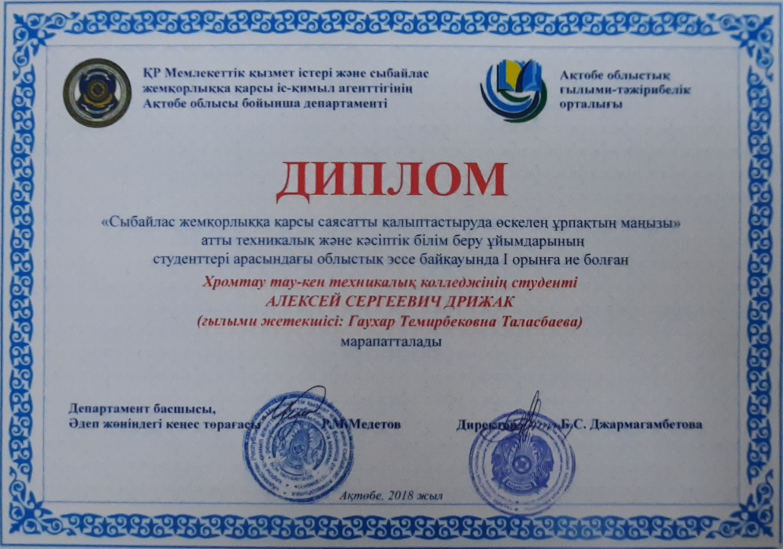 ҚР Мемлекеттік қызмет істері және сыбайлас
жемқорлыққа қарсы іс-қимыл агенттігінің
Ақтөбе облысы бойынша департаменті
Ақтөбе облыстық
ғылыми-тәжірибелік
орталығы
ДИПЛОМ
«Сыбайлас жемқорлыққа қарсы саясатты қалыптастыруда өскелең ұрпақтың маңызы»
атты техникалық және кәсіптік білім беру ұйымдарының
студенттері арасындағы облыстық эссе байқауында I орынға ие болған
Хромтау тау-кен техникалық колледжінің студенті
АЛЕКСЕЙ СЕРГЕЕВИЧ ДРИЖАК
(ғылыми жетекшісі: Гаухар Темирбековна Таласбаева)
марапатталады
Департамент басшысы,
Әдеп жөніндегі кеңес төрағасы Р.М.Медетов
Директор Б.С. Джармагамбетова
Ақтөбе, 2018 жыл